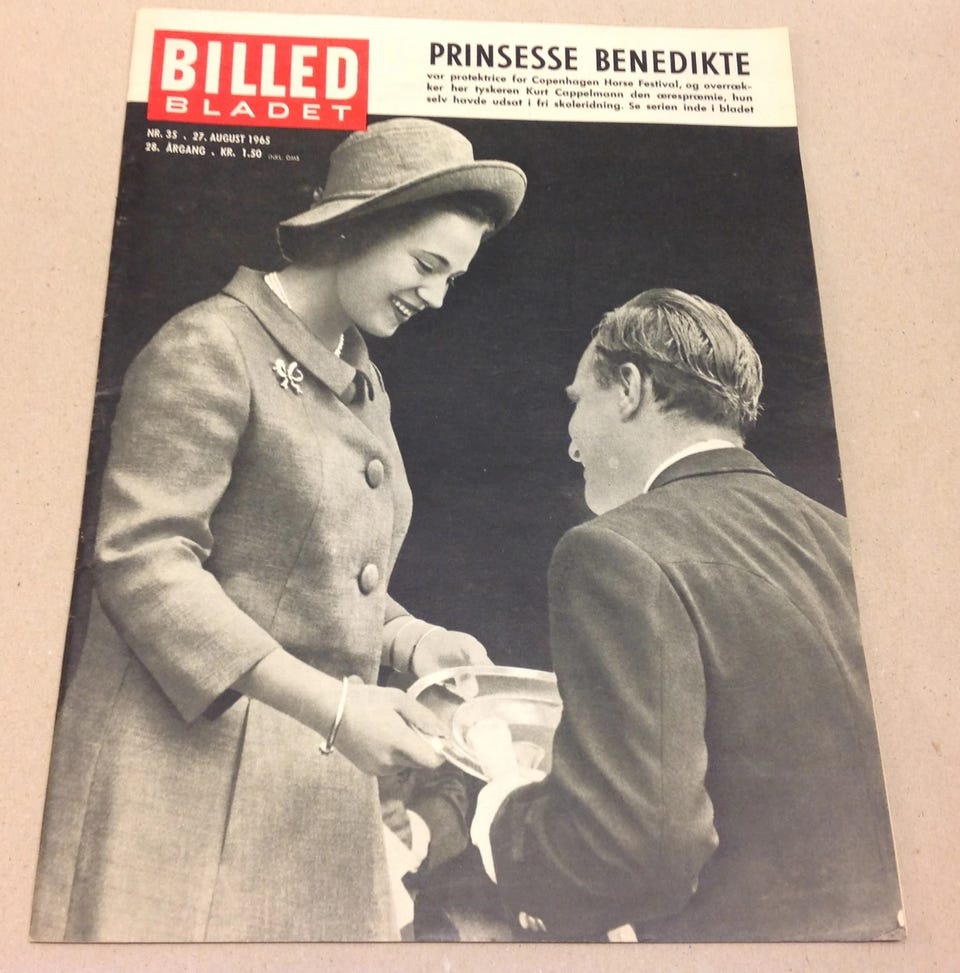 BILLED
BLADET
NR. 35 . 27. AUGUST 1965
28. ÅRGANG . KR. 1.50 INKL. OMS
PRINSESSE BENEDIKTE
var protektrice for Copenhagen Horse Festival, og overræk-
ker her tyskeren Kurt Cappelmann den ærespræmie, hun
selv havde udsat i fri skoleridning. Se serien inde i bladet